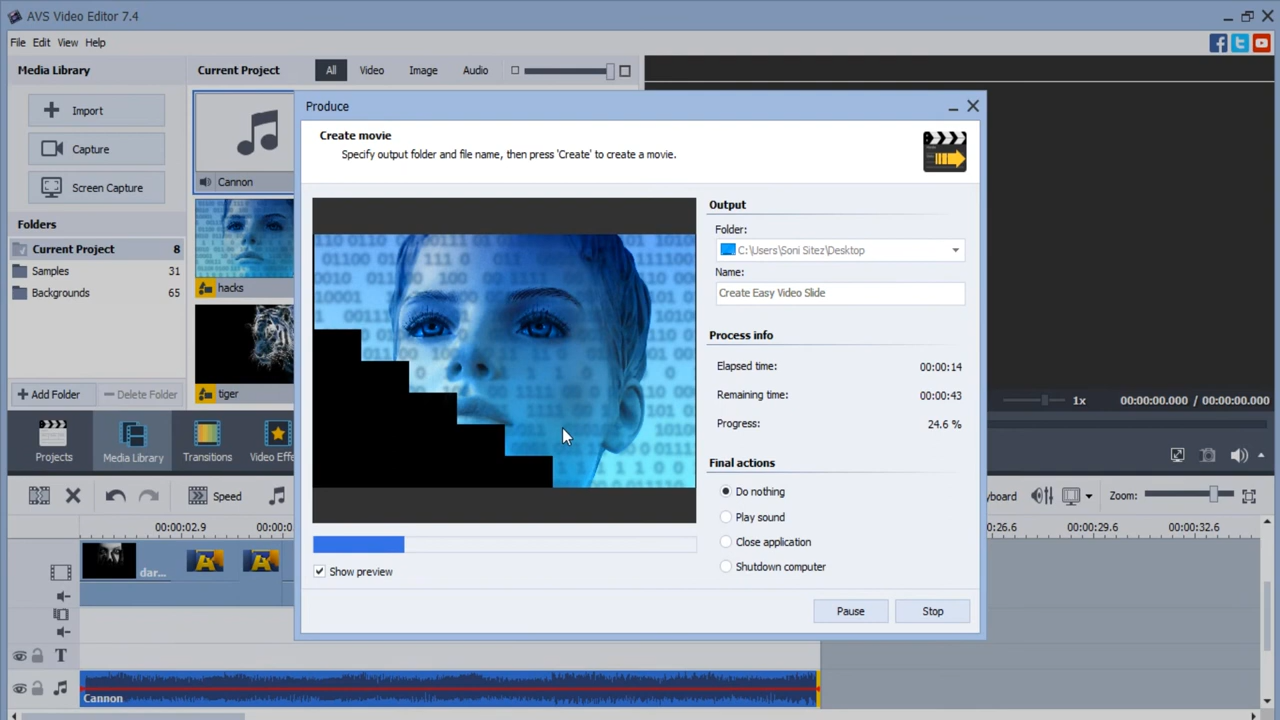 AVS Video Editor 7.4
File Edit View Help
Media Library
Current Project
All
Video
Image
Audio
Import
Capture
Screen Capture
Folders
Current Project 8
Samples 31
Backgrounds 65
Add Folder
Delete Folder
Cannon
hacks
tiger
Produce
Create movie
Specify output folder and file name, then press 'Create' to create a movie.
Output
Folder:
C:\Users\Soni Sitez\Desktop
Name:
Create Easy Video Slide
Process info
Elapsed time: 00:00:14
Remaining time: 00:00:43
Progress: 24.6 %
Final actions
Do nothing
Play sound
Close application
Shutdown computer
Show preview
Pause
Stop
1x
00:00:00.000 / 00:00:00.000
Projects
Media Library
Transitions
Video Effe
Speed
Zoom:
00:00:02.9
00:00:29.6
00:00:32.6
dar...
T
Cannon